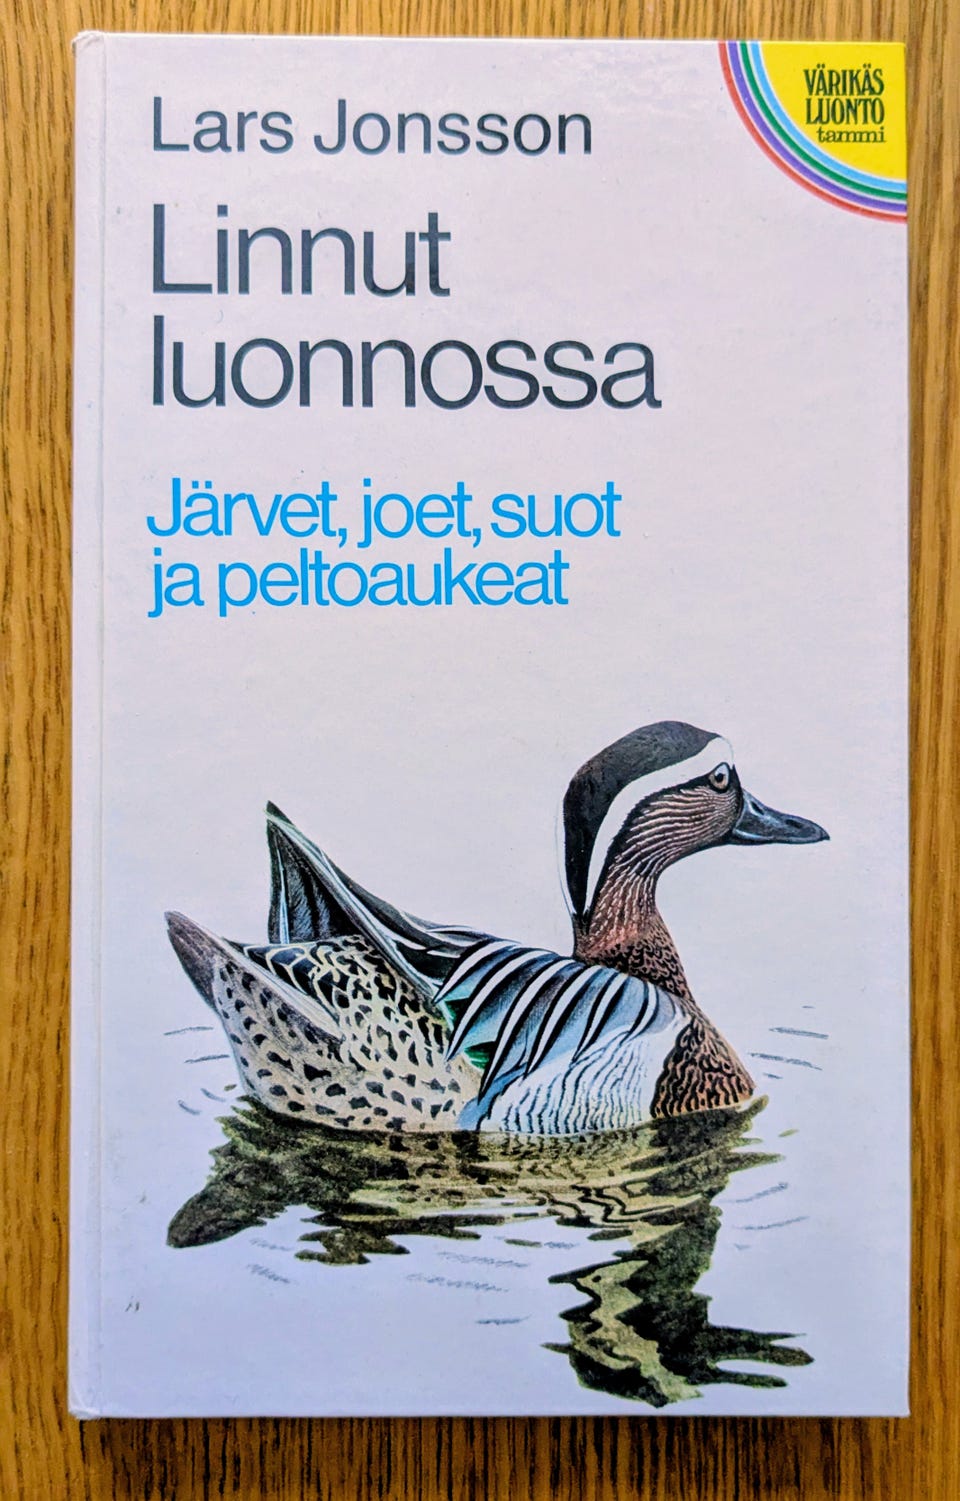 VÄRIKÄS
LUONTO
tammi
Lars Jonsson
Linnut
luonnossa
Järvet, joet, suot
ja peltoaukeat